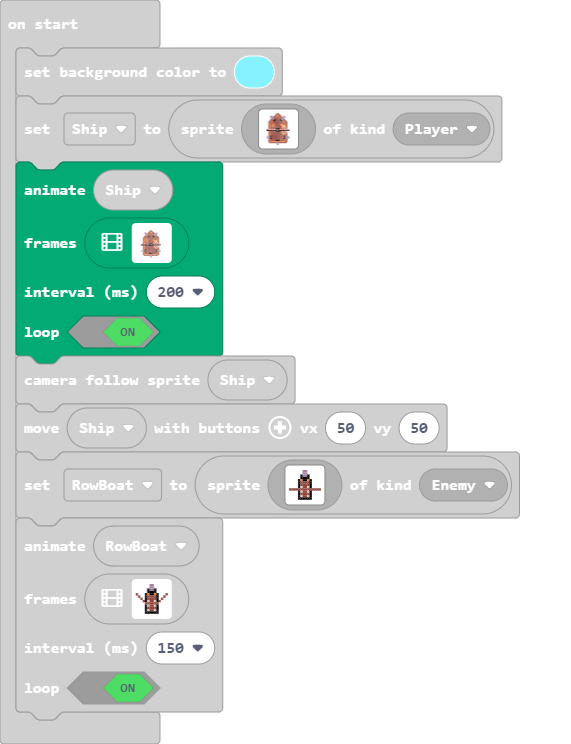 on start
set background color to
set Ship to sprite of kind Player
animate Ship
frames
interval (ms) 200
loop ON
camera follow sprite Ship
move Ship with buttons vx 50 vy 50
set RowBoat to sprite of kind Enemy
animate RowBoat
frames
interval (ms) 150
loop ON